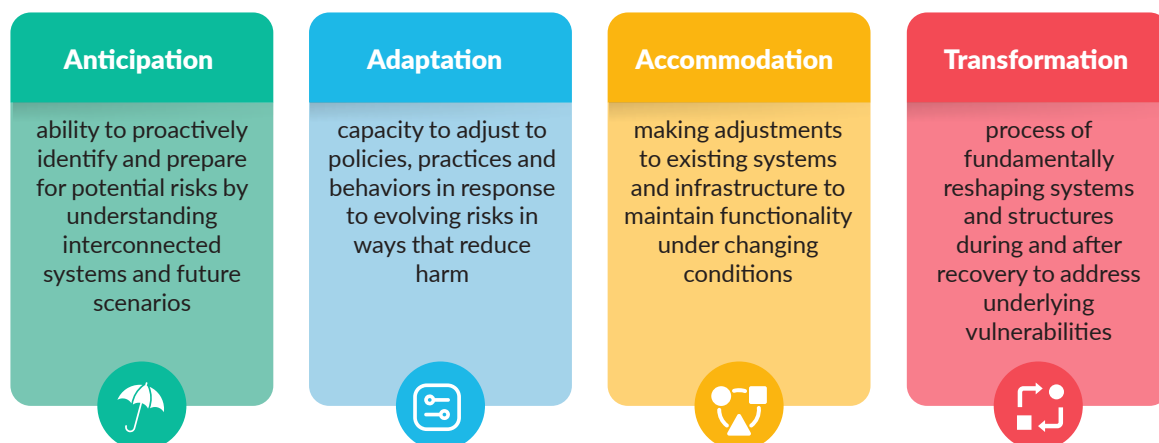 Anticipation
ability to proactively
identify and prepare
for potential risks by
understanding
interconnected
systems and future
scenarios
Adaptation
capacity to adjust to
policies, practices and
behaviors in response
to evolving risks in
ways that reduce
harm
Accommodation
making adjustments
to existing systems
and infrastructure to
maintain functionality
under changing
conditions
Transformation
process of
fundamentally
reshaping systems
and structures
during and after
recovery to address
underlying
vulnerabilities